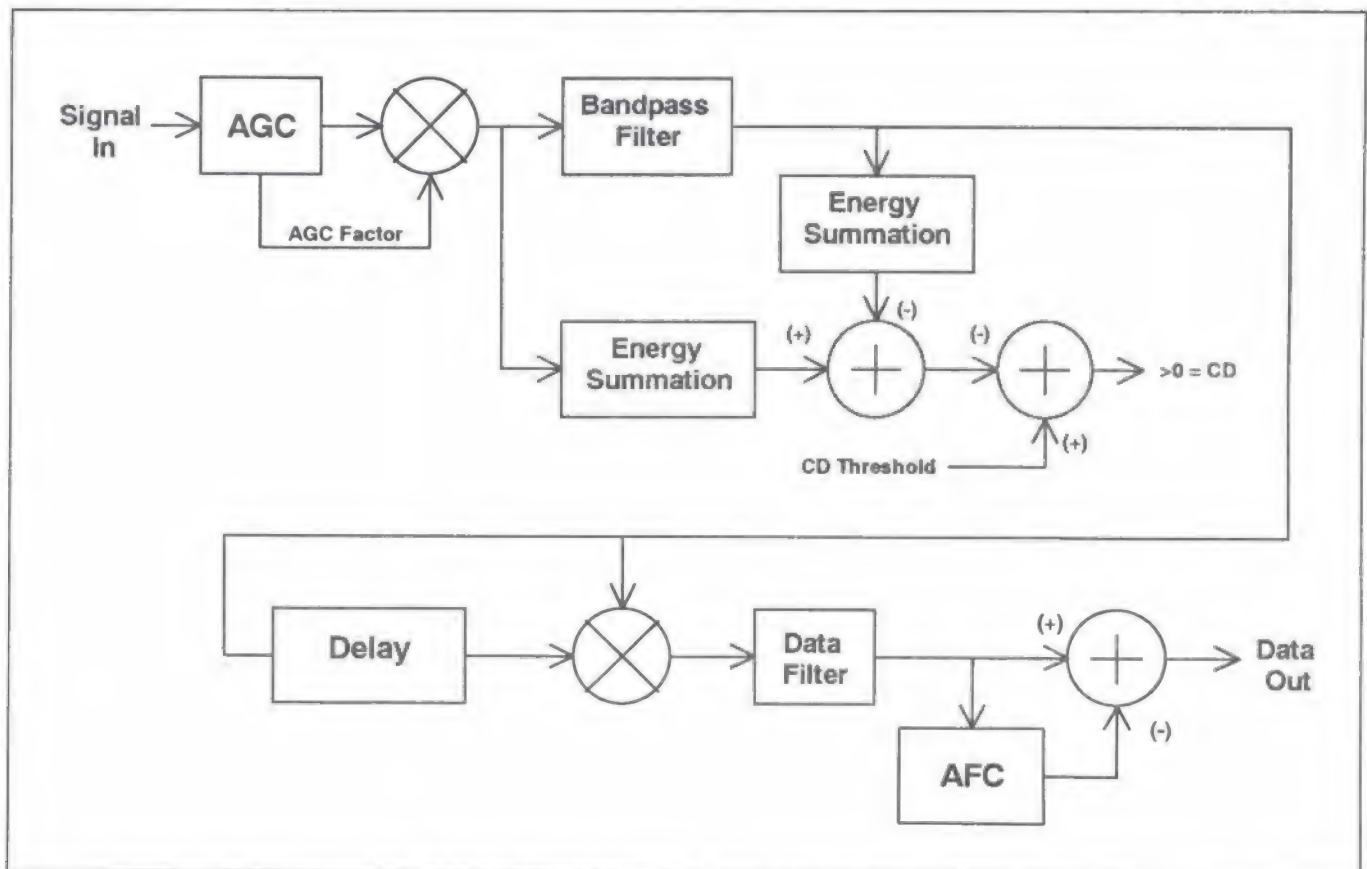 Signal
In
AGC
AGC Factor
Bandpass
Filter
Energy
Summation
Energy
Summation
(+)
(-)
(-)
>0 = CD
(+)
CD Threshold
Delay
Data
Filter
(+)
Data
Out
(-)
AFC